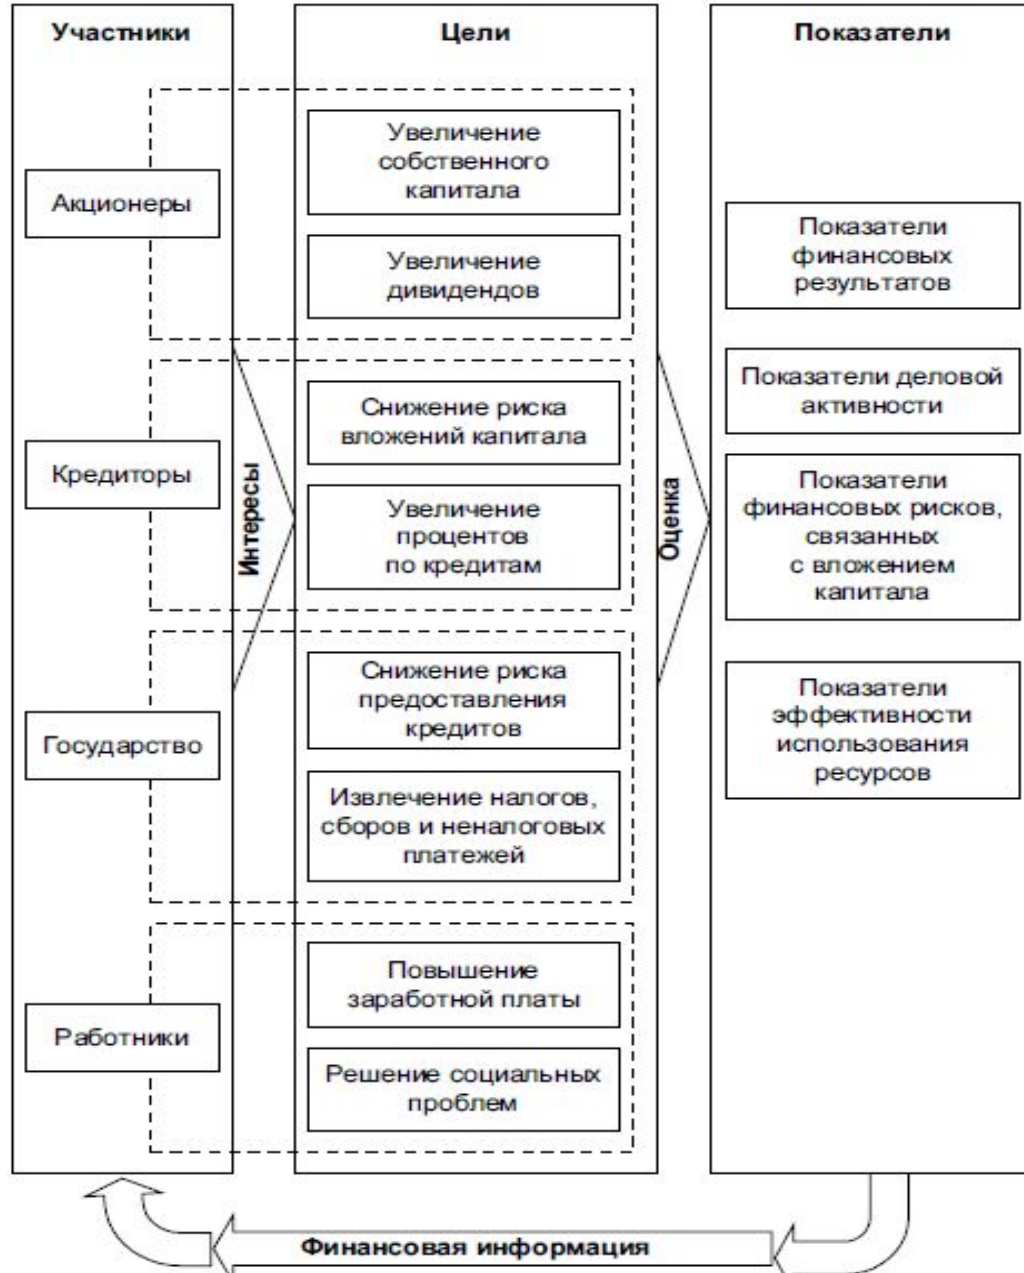 Участники
Цели
Показатели
Акционеры
Увеличение
собственного
капитала
Увеличение
дивидендов
Кредиторы
Снижение риска
вложений капитала
Увеличение
процентов
по кредитам
Государство
Снижение риска
предоставления
кредитов
Извлечение налогов,
сборов и неналоговых
платежей
Работники
Повышение
заработной платы
Решение социальных
проблем
Интересы
Оценка
Показатели
финансовых
результатов
Показатели деловой
активности
Показатели
финансовых рисков,
связанных
с вложением
капитала
Показатели
эффективности
использования
ресурсов
Финансовая информация